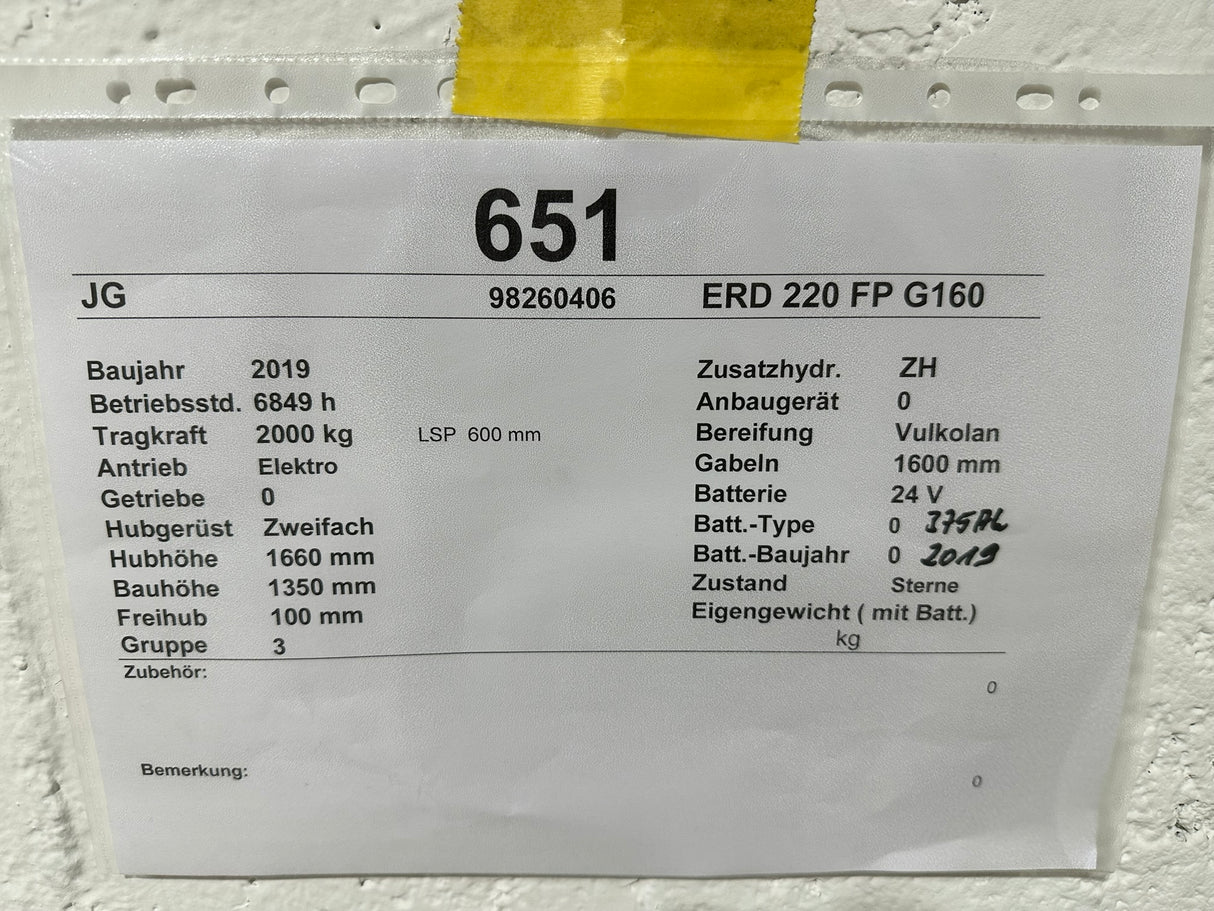 651
JG 98260406 ERD 220 FP G160
Baujahr 2019
Betriebsstd. 6849 h
Tragkraft 2000 kg LSP 600 mm
Antrieb Elektro
Getriebe 0
Hubgerüst Zweifach
Hubhöhe 1660 mm
Bauhöhe 1350 mm
Freihub 100 mm
Gruppe 3
Zusatzhydr. ZH
Anbaugerät 0
Bereifung Vulkolan
Gabeln 1600 mm
Batterie 24 V
Batt.-Type 0 375AL
Batt.-Baujahr 0 2019
Zustand Sterne
Eigengewicht ( mit Batt.)
kg
Zubehör:
0
Bemerkung:
0